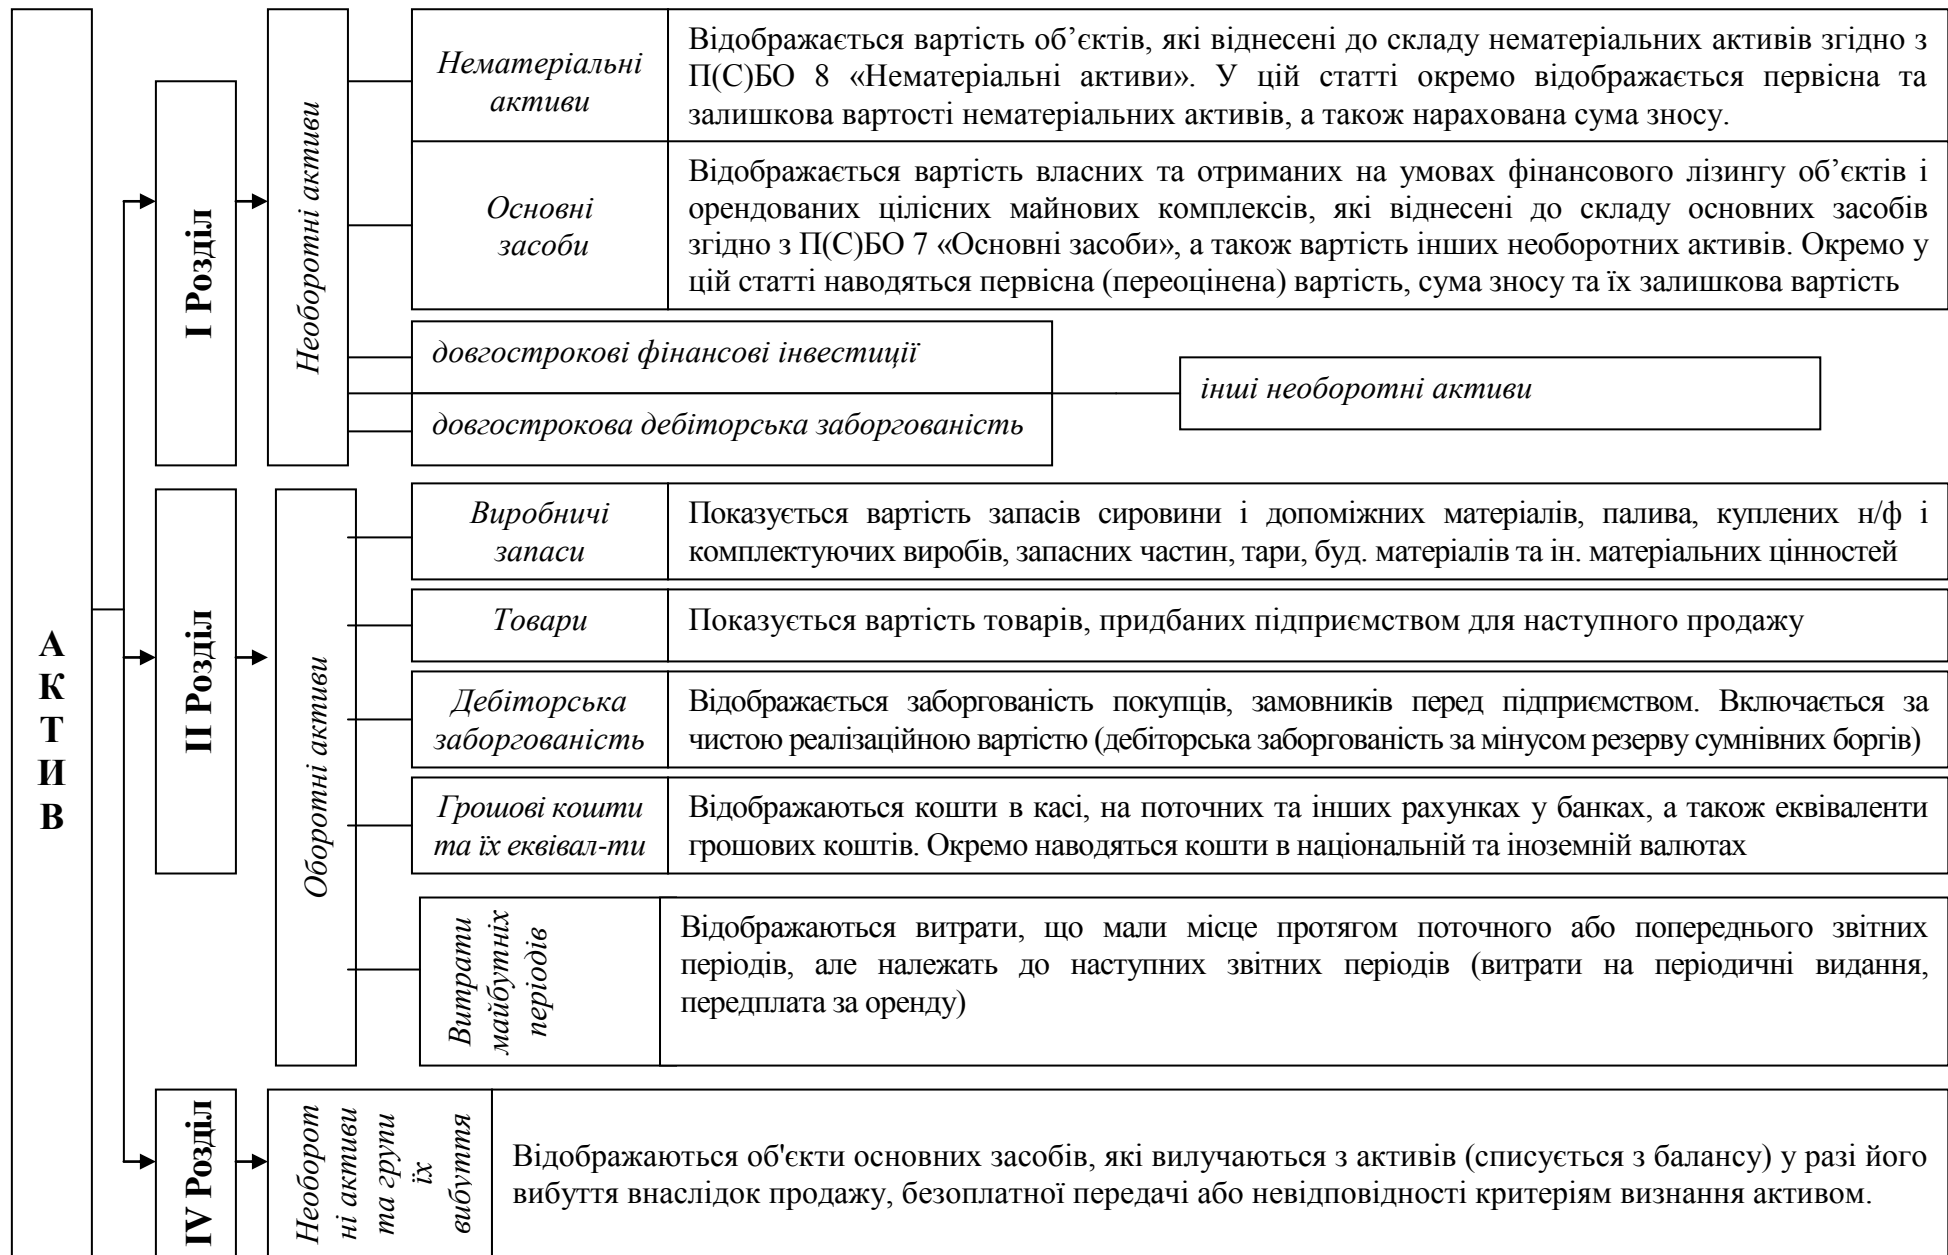 А
К
Т
И
В
І Розділ
Необоротні активи
Нематеріальні
активи
Відображається вартість об’єктів, які віднесені до складу нематеріальних активів згідно з
П(С)БО 8 «Нематеріальні активи». У цій статті окремо відображається первісна та
залишкова вартості нематеріальних активів, а також нарахована сума зносу.
Основні
засоби
Відображається вартість власних та отриманих на умовах фінансового лізингу об’єктів і
орендованих цілісних майнових комплексів, які віднесені до складу основних засобів
згідно з П(С)БО 7 «Основні засоби», а також вартість інших необоротних активів. Окремо у
цій статті наводяться первісна (переоцінена) вартість, сума зносу та їх залишкова вартість
довгострокові фінансові інвестиції
довгострокова дебіторська заборгованість
інші необоротні активи
ІІ Розділ
Оборотні активи
Виробничі
запаси
Показується вартість запасів сировини і допоміжних матеріалів, палива, куплених н/ф і
комплектуючих виробів, запасних частин, тари, буд. матеріалів та ін. матеріальних цінностей
Товари
Показується вартість товарів, придбаних підприємством для наступного продажу
Дебіторська
заборгованість
Відображається заборгованість покупців, замовників перед підприємством. Включається за
чистою реалізаційною вартістю (дебіторська заборгованість за мінусом резерву сумнівних боргів)
Грошові кошти
та їх еквівал-ти
Відображаються кошти в касі, на поточних та інших рахунках у банках, а також еквіваленти
грошових коштів. Окремо наводяться кошти в національній та іноземній валютах
Витрати
майбутніх
періодів
Відображаються витрати, що мали місце протягом поточного або попереднього звітних
періодів, але належать до наступних звітних періодів (витрати на періодичні видання,
передплата за оренду)
IV Розділ
Необорот
ні активи
та групи
їх
вибуття
Відображаються об'єкти основних засобів, які вилучаються з активів (списується з балансу) у разі його
вибуття внаслідок продажу, безоплатної передачі або невідповідності критеріям визнання активом.